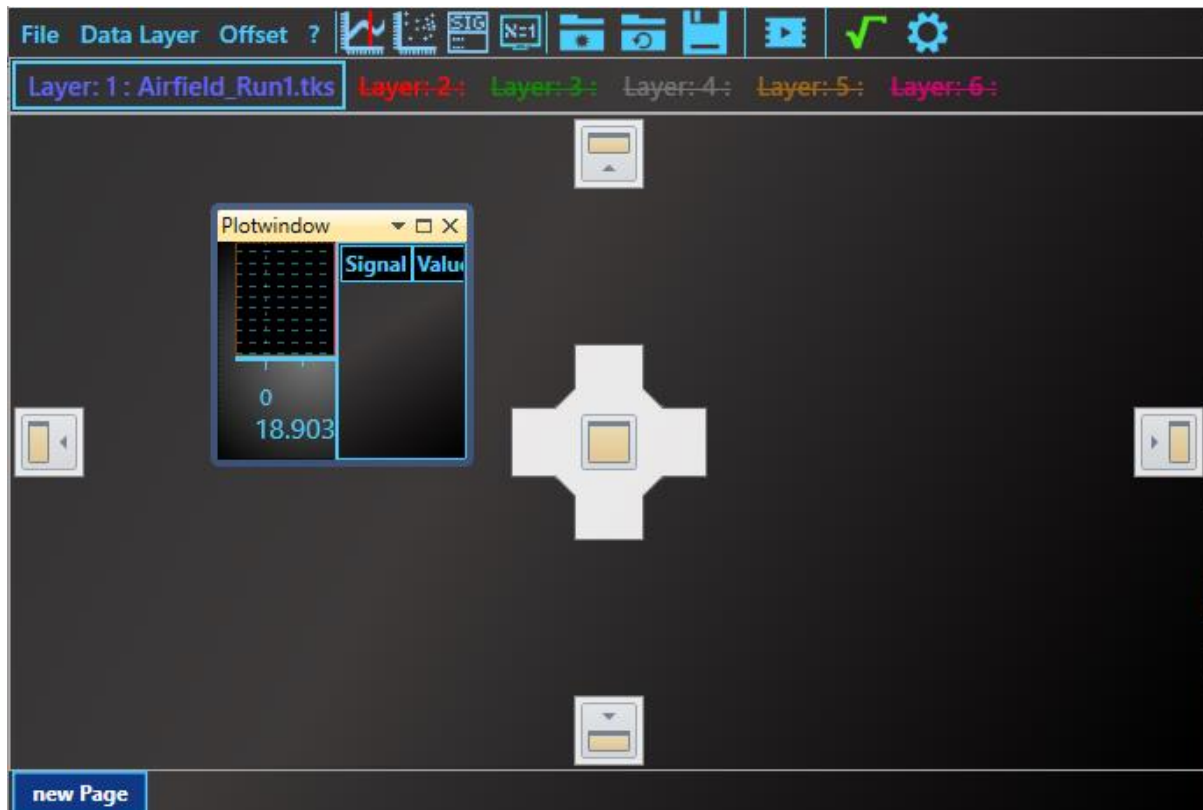 File Data Layer Offset ? SIG N=1
Layer: 1 : Airfield_Run1.tks Layer: 2 : Layer: 3 : Layer: 4 : Layer: 5 : Layer: 6 :
Plotwindow
Signal Value
0
18.903
new Page